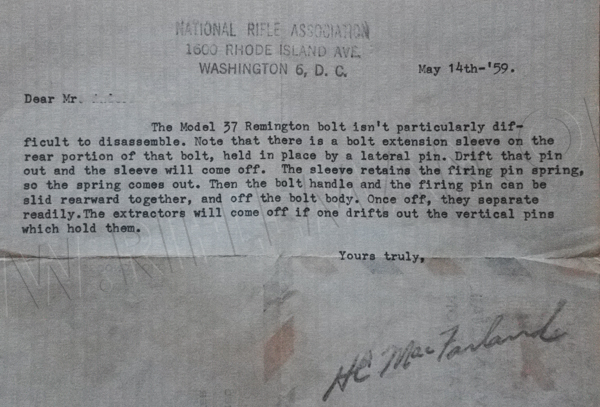 NATIONAL RIFLE ASSOCIATION
1600 RHODE ISLAND AVE.
WASHINGTON 6, D. C.
May 14th-'59.
Dear Mr.
The Model 37 Remington bolt isn't particularly dif-
ficult to disassemble. Note that there is a bolt extension sleeve on the
rear portion of that bolt, held in place by a lateral pin. Drift that pin
out and the sleeve will come off.  The sleeve retains the firing pin spring,
so the spring comes out. Then the bolt handle and the firing pin can be
slid rearward together, and off the bolt body. Once off, they separate
readily.The extractors will come off if one drifts out the vertical pins
which hold them.
Yours truly,
HC MacFarland